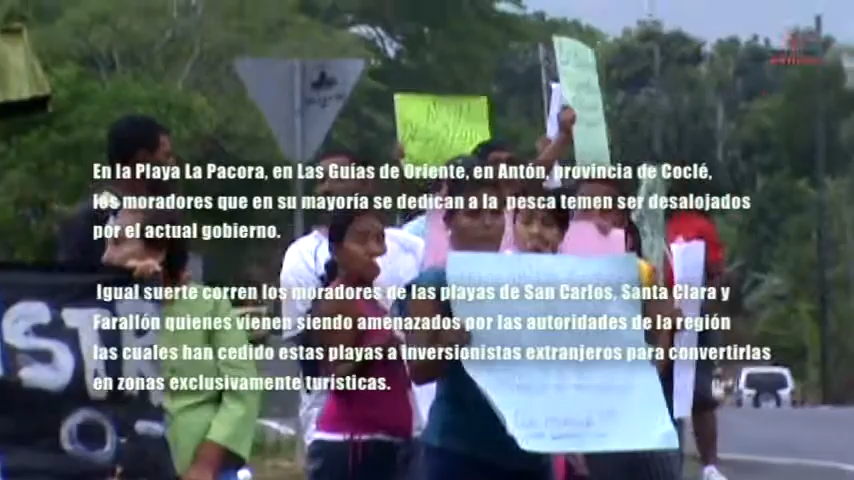 En la Playa La Pacora, en Las Guías de Oriente, en Antón, provincia de Coclé,
los moradores que en su mayoría se dedican a la pesca temen ser desalojados
por el actual gobierno.
Igual suerte corren los moradores de las playas de San Carlos, Santa Clara y
Farallón quienes vienen siendo amenazados por las autoridades de la región
las cuales han cedido estas playas a inversionistas extranjeros para convertirlas
en zonas exclusivamente turísticas.